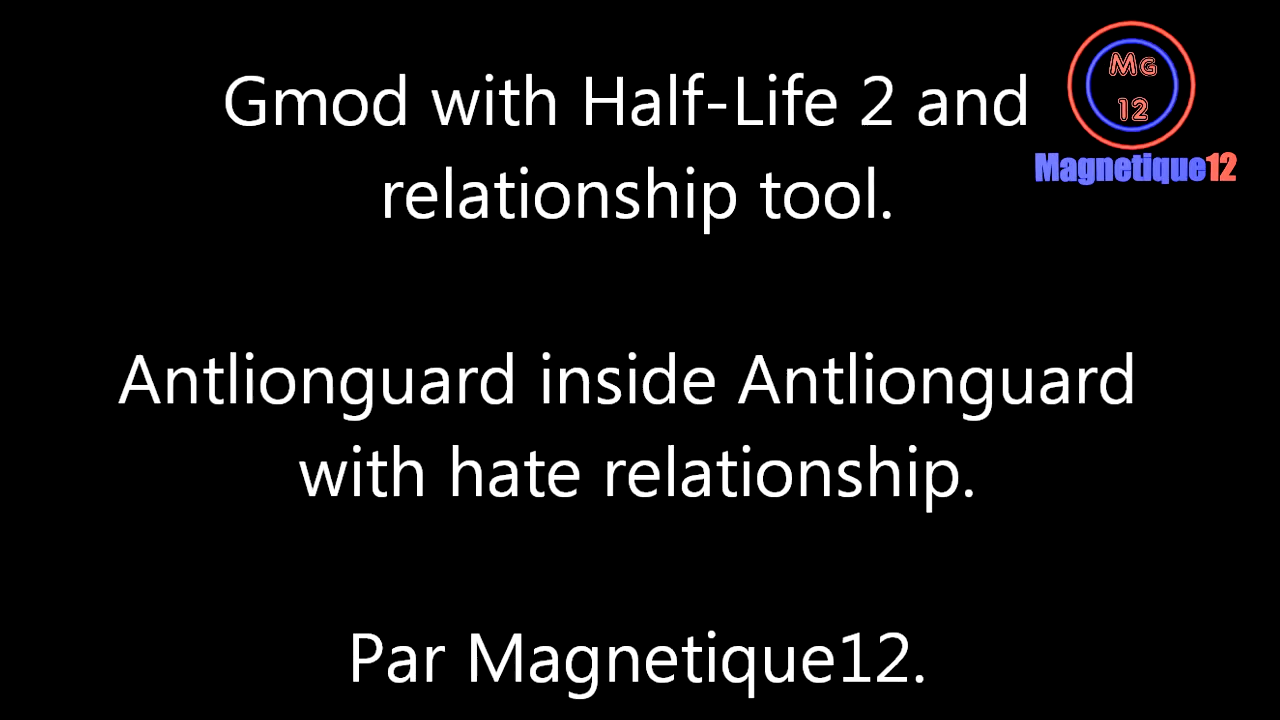 Gmod with Half-Life 2 and
relationship tool.
Mg
12
Magnetique12
Antlionguard inside Antlionguard
with hate relationship.
Par Magnetique12.